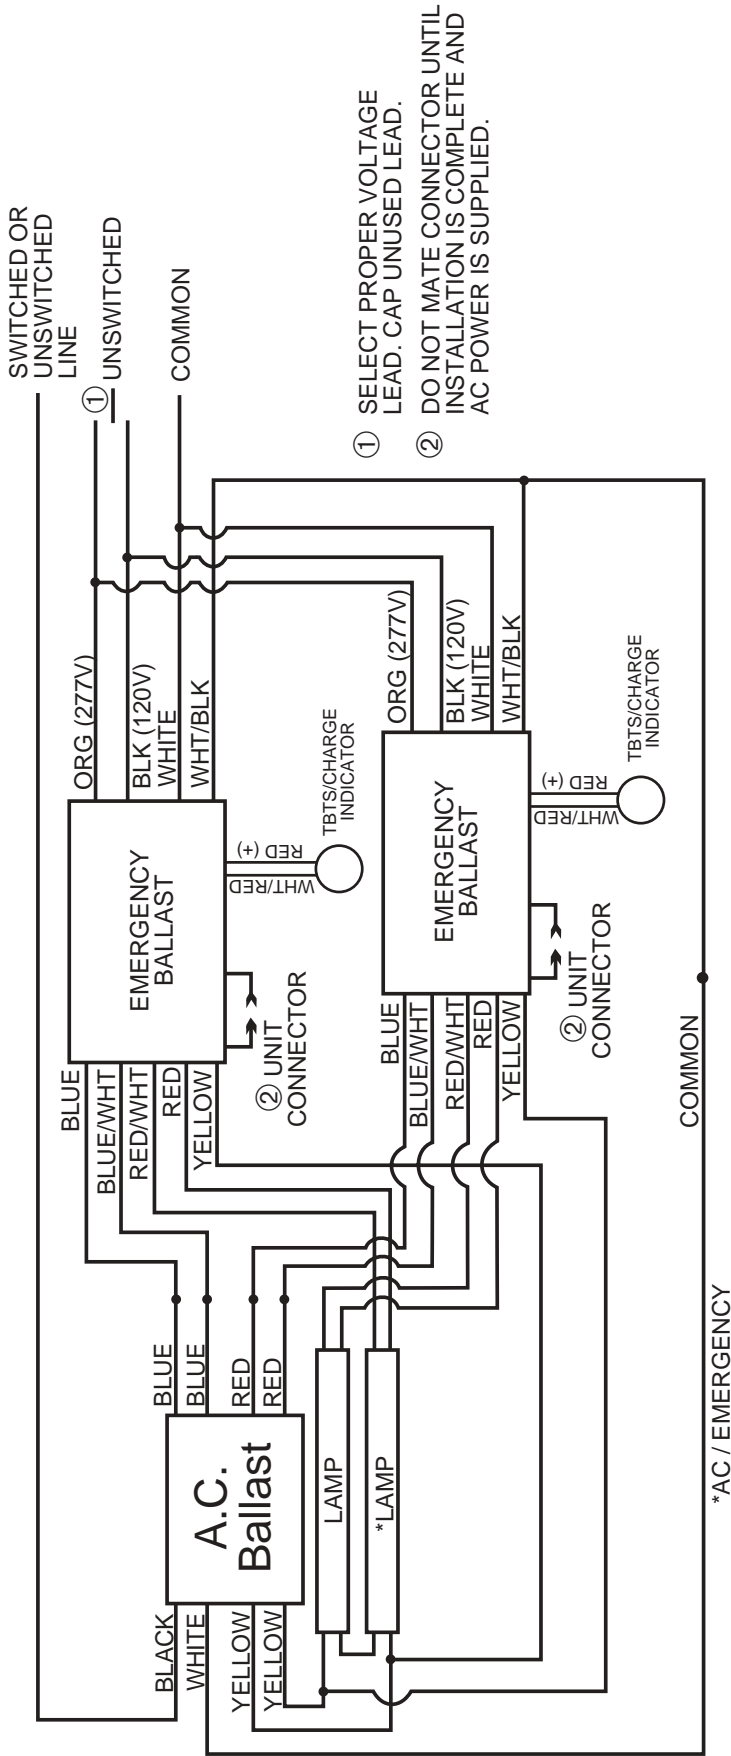 SWITCHED OR
UNSWITCHED
LINE
① UNSWITCHED
COMMON
① SELECT PROPER VOLTAGE
LEAD. CAP UNUSED LEAD.
② DO NOT MATE CONNECTOR UNTIL
INSTALLATION IS COMPLETE AND
AC POWER IS SUPPLIED.
ORG (277V)
BLK (120V)
WHITE
WHT/BLK
EMERGENCY
BALLAST
RED (+)
WHT/RED
TBTS/CHARGE
INDICATOR
② UNIT
CONNECTOR
BLUE
BLUE/WHT
RED/WHT
RED
YELLOW
ORG (277V)
BLK (120V)
WHITE
WHT/BLK
EMERGENCY
BALLAST
RED (+)
WHT/RED
TBTS/CHARGE
INDICATOR
② UNIT
CONNECTOR
BLUE
BLUE/WHT
RED/WHT
RED
YELLOW
BLUE
BLUE
RED
RED
A.C.
Ballast
BLACK
WHITE
YELLOW
YELLOW
LAMP
*LAMP
COMMON
*AC / EMERGENCY